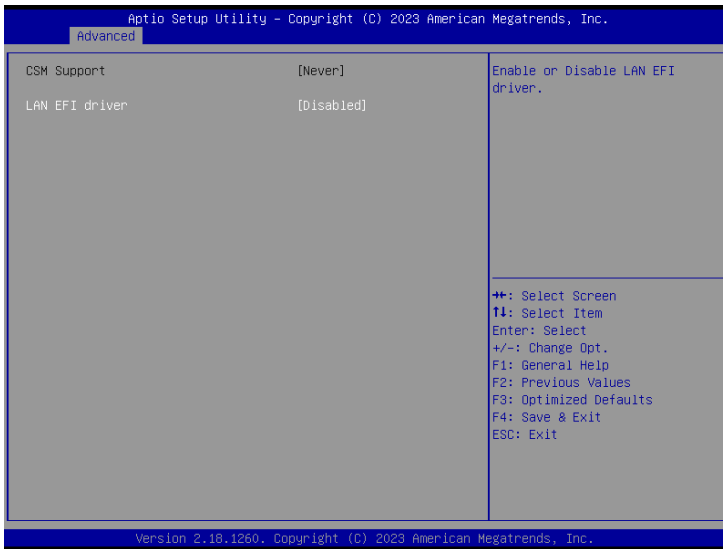 Aptio Setup Utility – Copyright (C) 2023 American Megatrends, Inc.
Advanced
CSM Support [Never]
LAN EFI driver [Disabled]
Enable or Disable LAN EFI
driver.
→←: Select Screen
↑↓: Select Item
Enter: Select
+/-: Change Opt.
F1: General Help
F2: Previous Values
F3: Optimized Defaults
F4: Save & Exit
ESC: Exit
Version 2.18.1260. Copyright (C) 2023 American Megatrends, Inc.